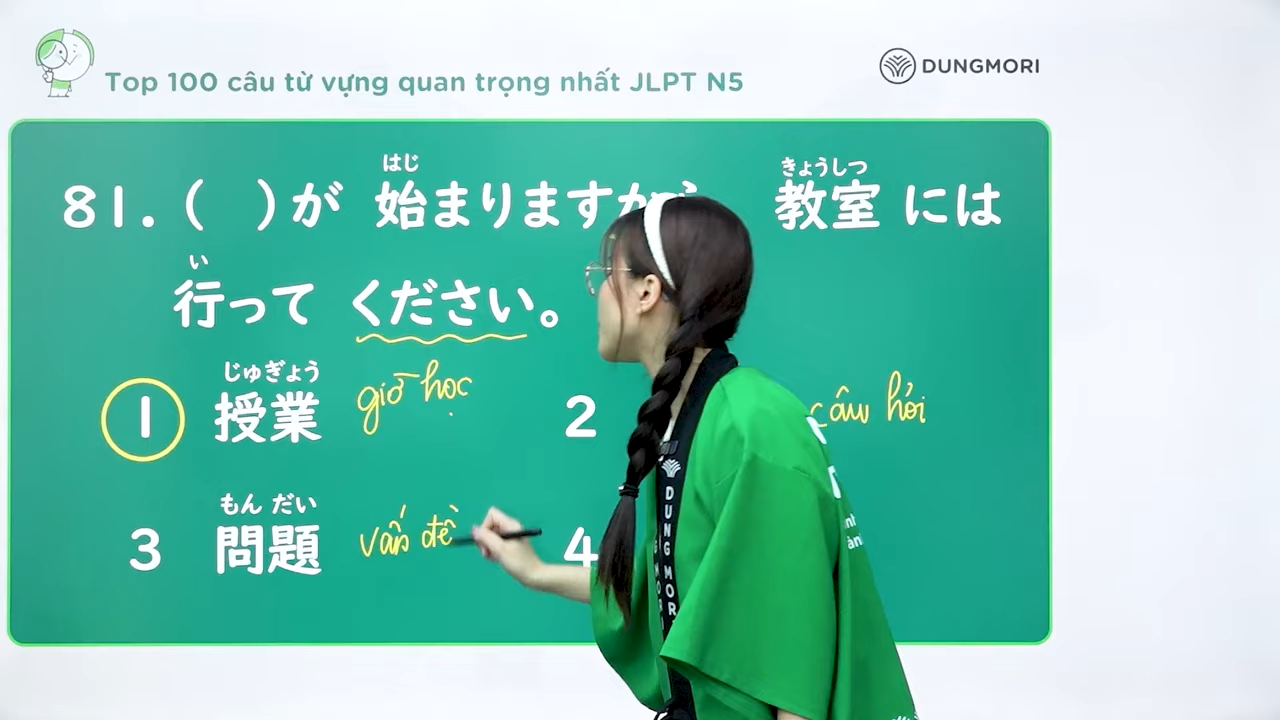 Top 100 câu từ vựng quan trọng nhất JLPT N5
DUNGMORI
はじ きょうしつ
81. ( )が 始まりますから 教室 には
い
行って ください。
じゅぎょう
1 授業 giờ học 2 câu hỏi
もん だい
3 問題 vấn đề 4
DUNG MORI